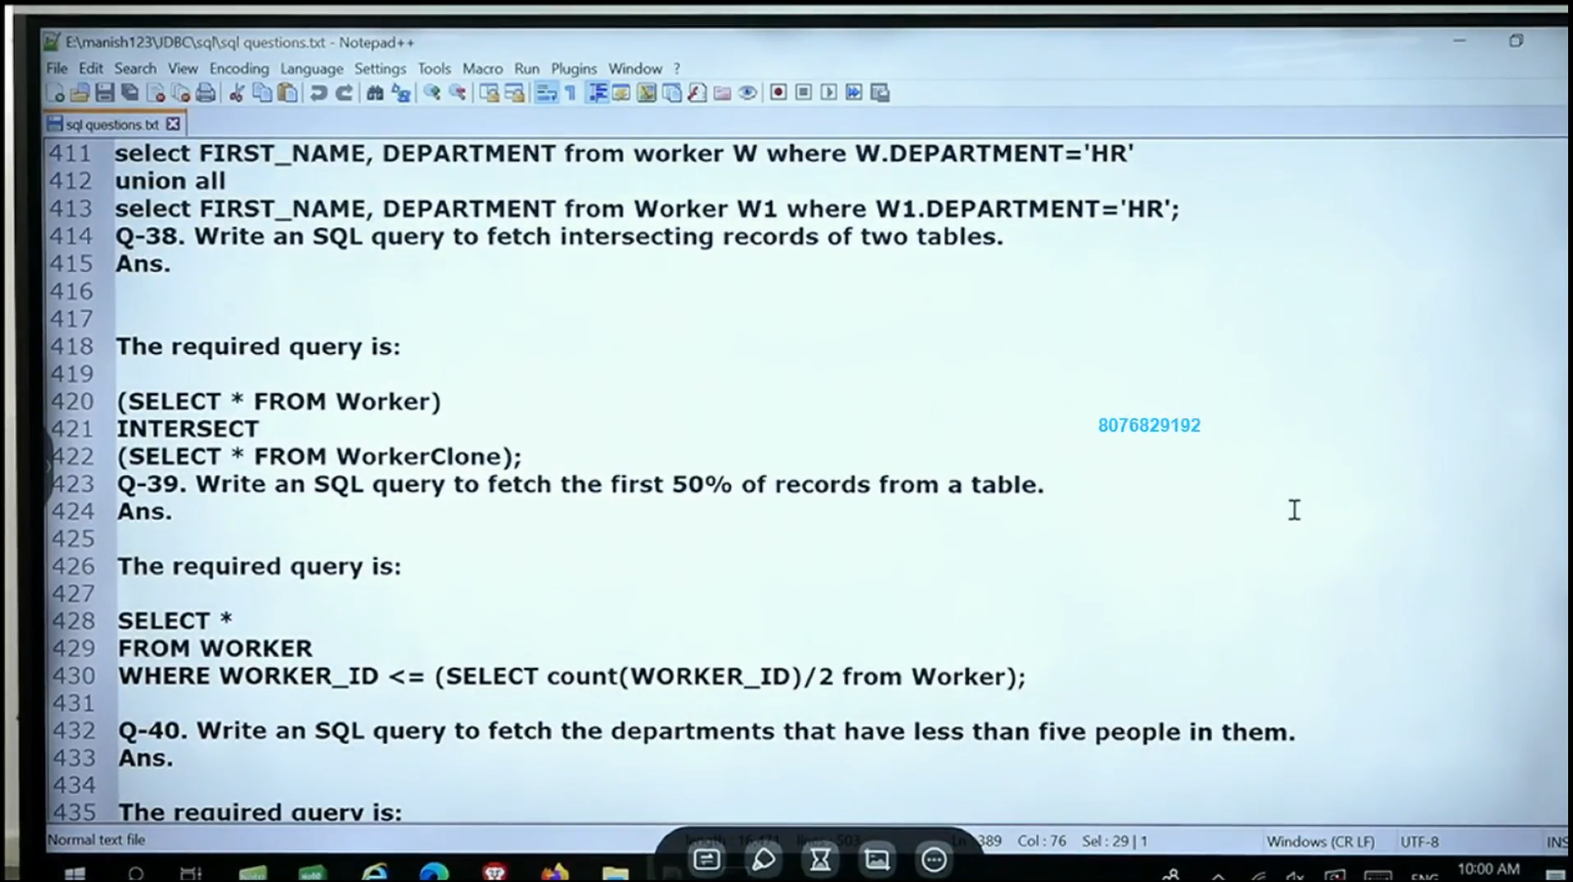 E:\manish123\JDBC\sql\sql questions.txt - Notepad++
File Edit Search View Encoding Language Settings Tools Macro Run Plugins Window ?
sql questions.txt
411 select FIRST_NAME, DEPARTMENT from worker W where W.DEPARTMENT='HR'
412 union all
413 select FIRST_NAME, DEPARTMENT from Worker W1 where W1.DEPARTMENT='HR';
414 Q-38. Write an SQL query to fetch intersecting records of two tables.
415 Ans.
416
417
418 The required query is:
419
420 (SELECT * FROM Worker)
421 INTERSECT
8076829192
422 (SELECT * FROM WorkerClone);
423 Q-39. Write an SQL query to fetch the first 50% of records from a table.
424 Ans.
425
426 The required query is:
427
428 SELECT *
429 FROM WORKER
430 WHERE WORKER_ID <= (SELECT count(WORKER_ID)/2 from Worker);
431
432 Q-40. Write an SQL query to fetch the departments that have less than five people in them.
433 Ans.
434
435 The required query is:
Normal text file 389 Col : 76 Sel : 29 | 1 Windows (CR LF) UTF-8 INS
ENG 10:00 AM